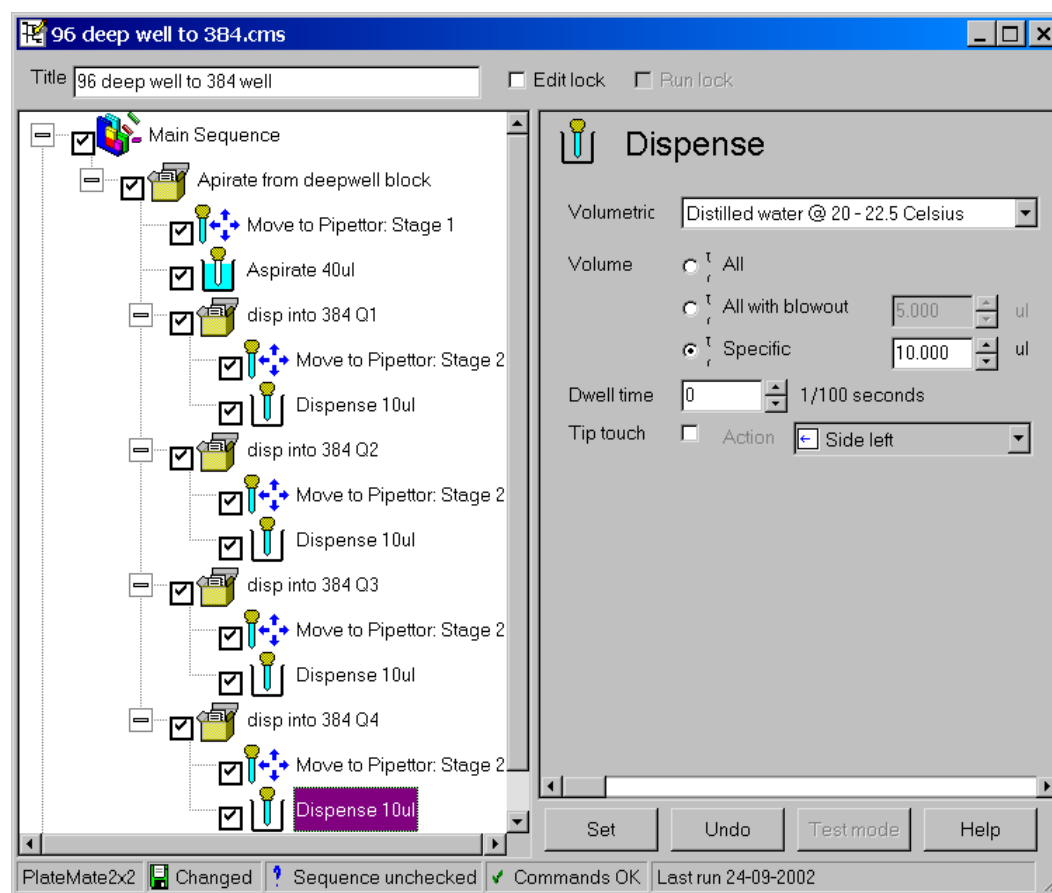 96 deep well to 384.cms
Title 96 deep well to 384 well Edit lock Run lock
Main Sequence
Apirate from deepwell block
Move to Pipettor: Stage 1
Aspirate 40ul
disp into 384 Q1
Move to Pipettor: Stage 2
Dispense 10ul
disp into 384 Q2
Move to Pipettor: Stage 2
Dispense 10ul
disp into 384 Q3
Move to Pipettor: Stage 2
Dispense 10ul
disp into 384 Q4
Move to Pipettor: Stage 2
Dispense 10ul
Dispense
Volumetric Distilled water @ 20 - 22.5 Celsius
Volume All
All with blowout 5.000 ul
Specific 10.000 ul
Dwell time 0 1/100 seconds
Tip touch Action Side left
Set Undo Test mode Help
PlateMate2x2 Changed Sequence unchecked Commands OK Last run 24-09-2002